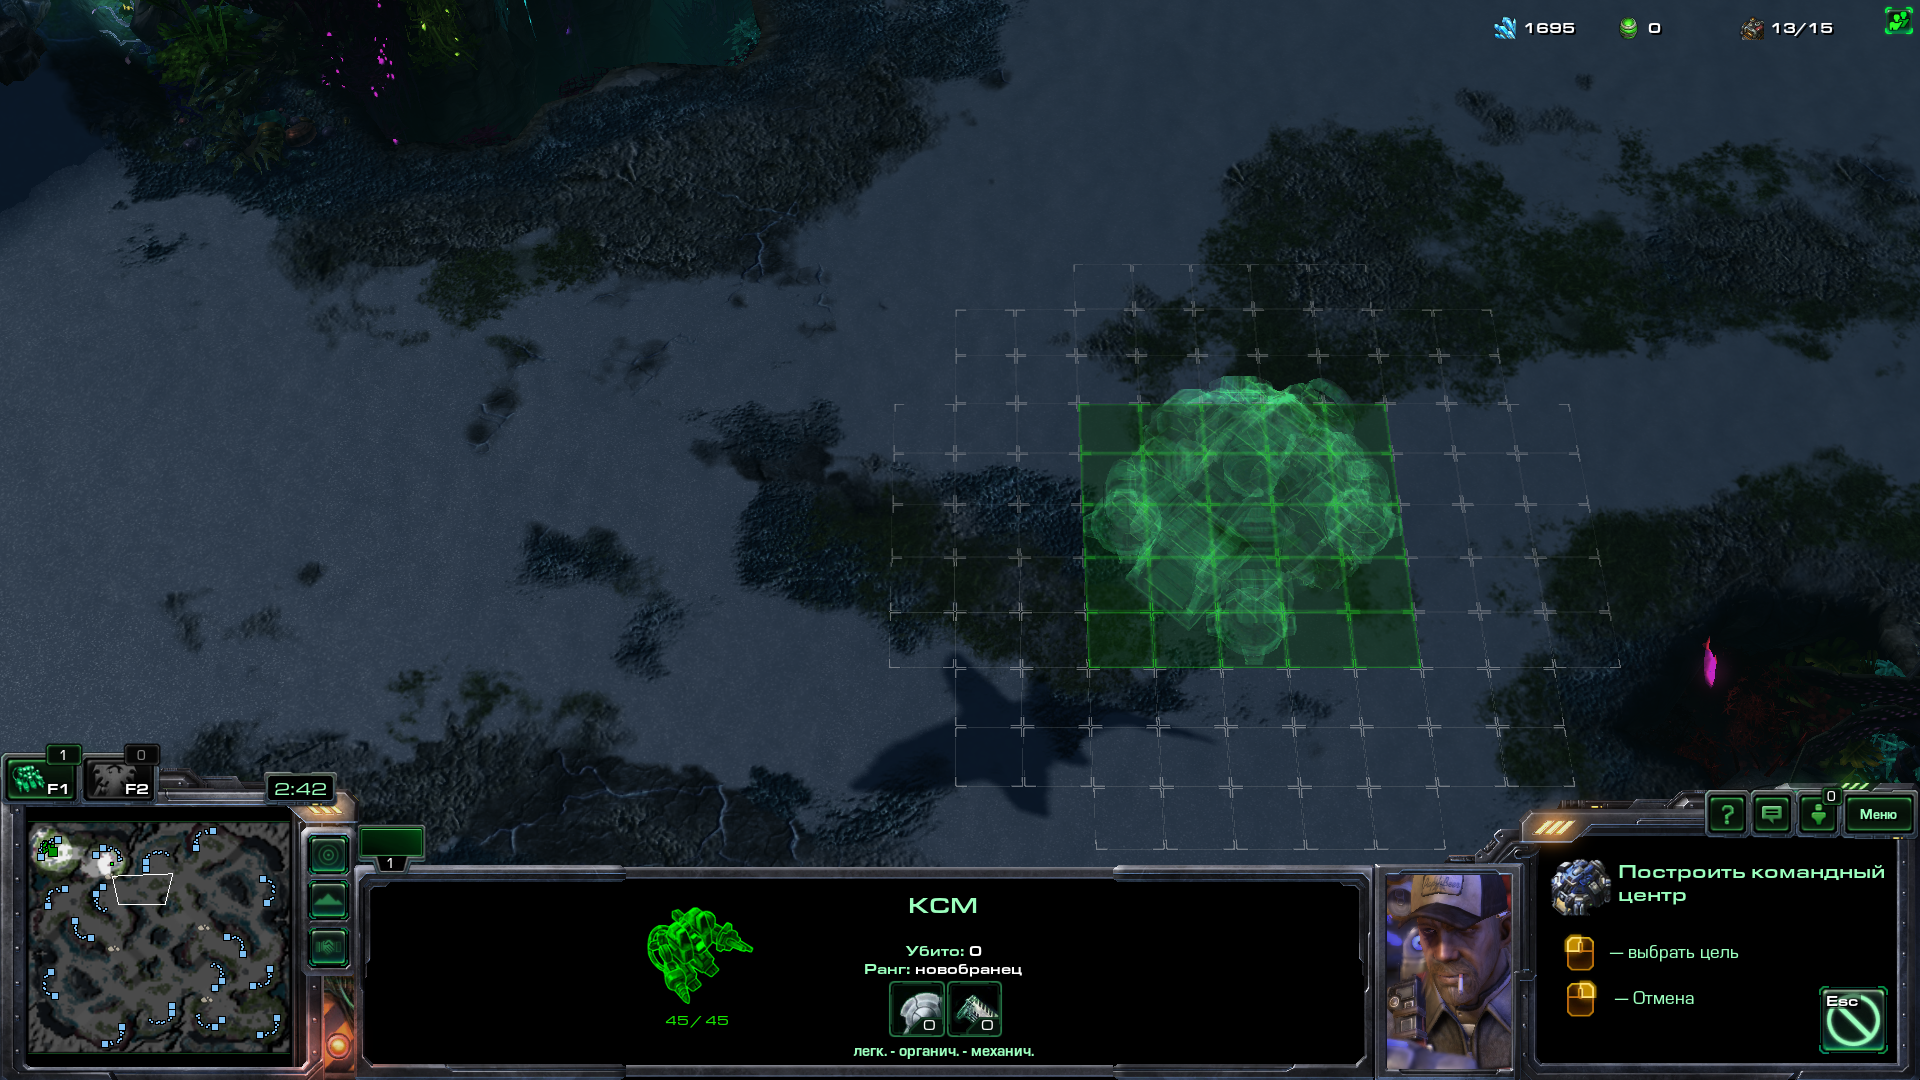 1695
0
13/15
1
0
F1
F2
2:42
1
КСМ
Убито: 0
Ранг: новобранец
0
0
45/45
легк. - органич. - механич.
?
0
Меню
Построить командный
центр
— выбрать цель
— Отмена
Esc